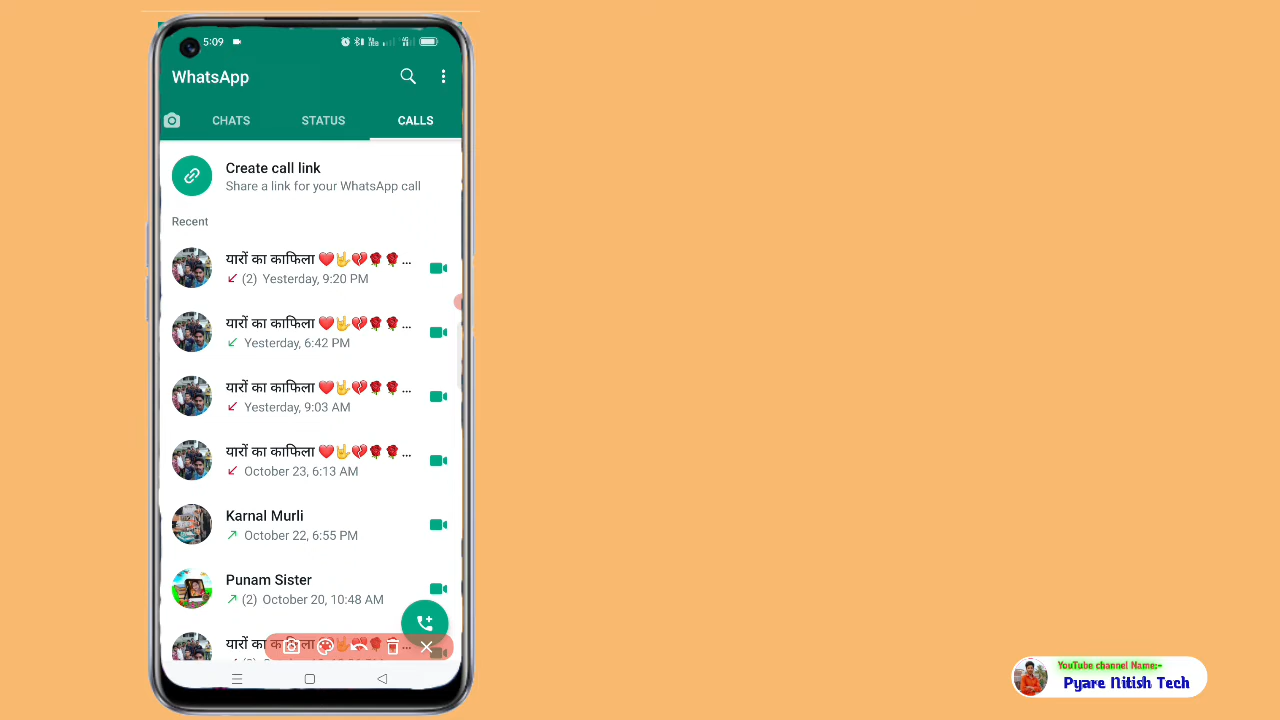 5:09
WhatsApp
CHATS STATUS CALLS
Create call link
Share a link for your WhatsApp call
Recent
यारों का काफिला ❤️🤟💔🌹🌹...
(2) Yesterday, 9:20 PM
यारों का काफिला ❤️🤟💔🌹🌹...
Yesterday, 6:42 PM
यारों का काफिला ❤️🤟💔🌹🌹...
Yesterday, 9:03 AM
यारों का काफिला ❤️🤟💔🌹🌹...
October 23, 6:13 AM
Karnal Murli
October 22, 6:55 PM
Punam Sister
(2) October 20, 10:48 AM
यारों का
YouTube channel Name:-
Pyare Nitish Tech